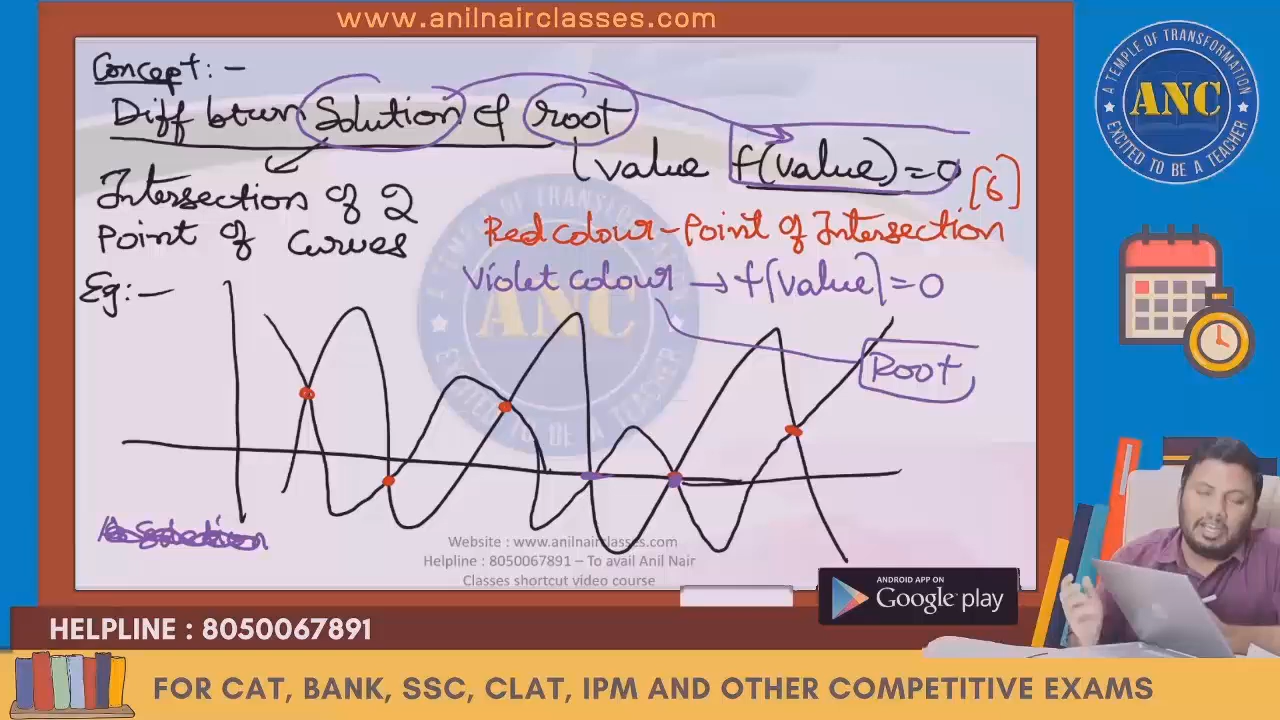 www.anilnairclasses.com
Concept:-
Diff btwn Solution & root
(value f(value)=0
Intersection of 2
Point of Curves
[6]
Red colour - Point of Intersection
Violet colour → f(value)=0
Eg:-
Root
A TEMPLE OF TRANSFORMATION
ANC
EXCITED TO BE A TEACHER
ANC
Website : www.anilnairclasses.com
Helpline : 8050067891 – To avail Anil Nair
Classes shortcut video course
ANDROID APP ON
Google play
HELPLINE : 8050067891
FOR CAT, BANK, SSC, CLAT, IPM AND OTHER COMPETITIVE EXAMS